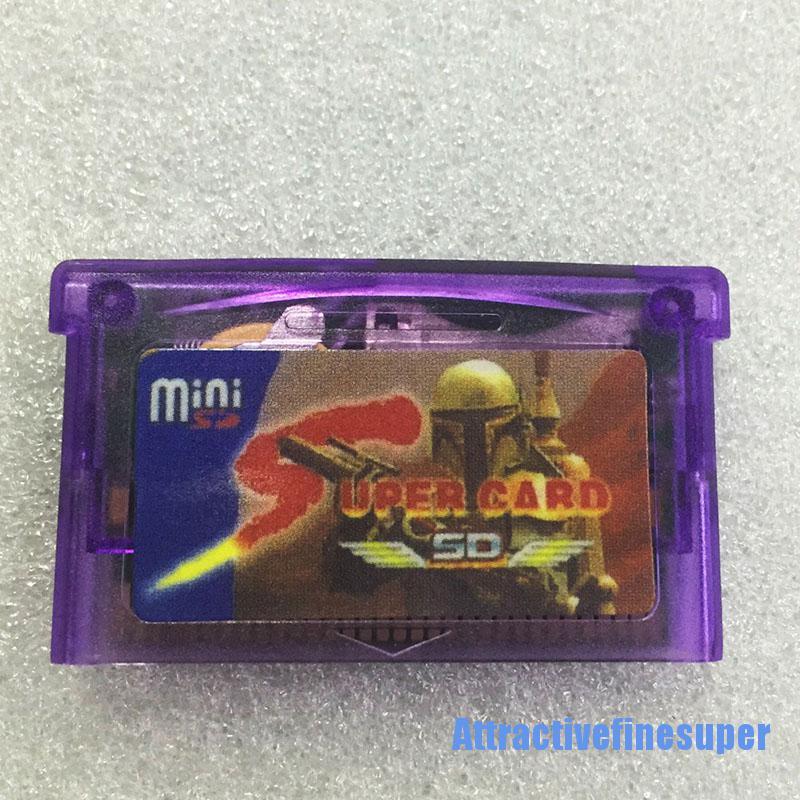 mini
SD
SUPER CARD
SD
Attractivefinesuper